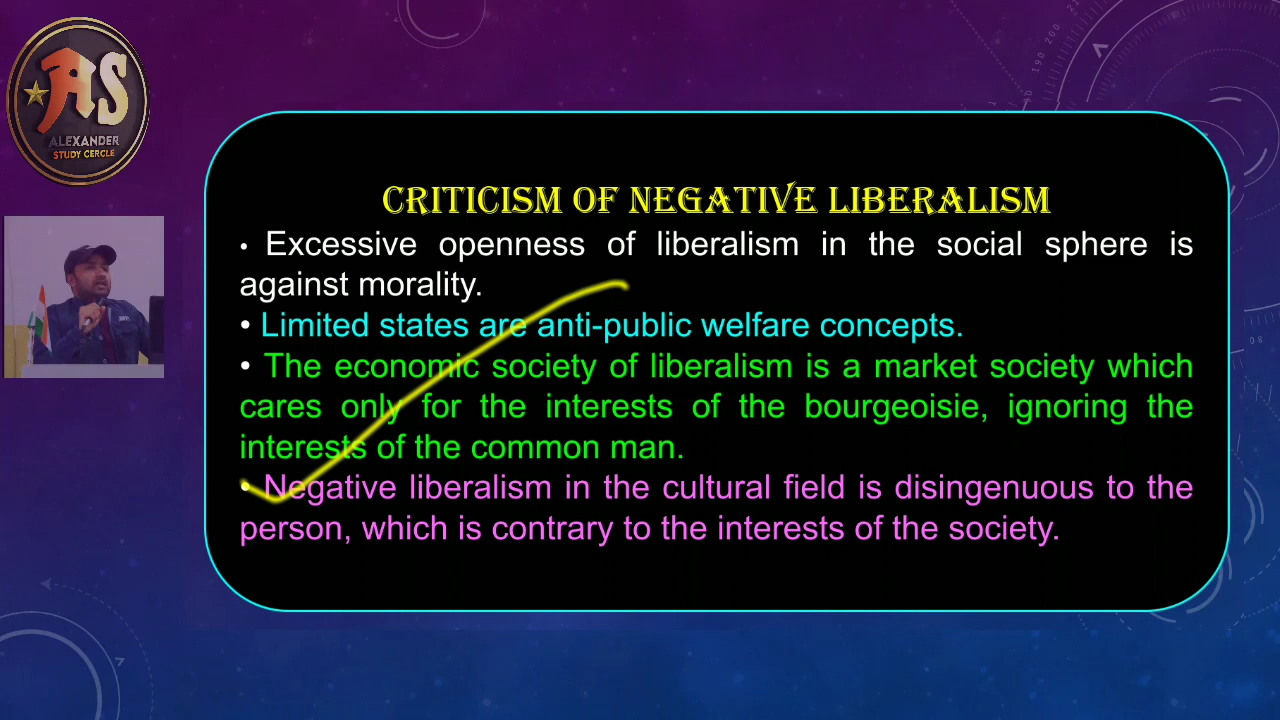 AS
ALEXANDER
STUDY CERCLE
CRITICISM OF NEGATIVE LIBERALISM
• Excessive openness of liberalism in the social sphere is
against morality.
• Limited states are anti-public welfare concepts.
• The economic society of liberalism is a market society which
cares only for the interests of the bourgeoisie, ignoring the
interests of the common man.
• Negative liberalism in the cultural field is disingenuous to the
person, which is contrary to the interests of the society.
190 200